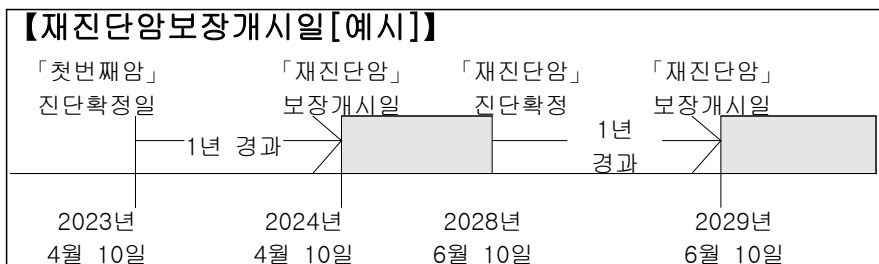 【재진단암보장개시일[예시]】
「첫번째암」 「재진단암」 「재진단암」 「재진단암」
진단확정일 보장개시일 진단확정 보장개시일
1년 경과 1년
경과
2023년 2024년 2028년 2029년
4월 10일 4월 10일 6월 10일 6월 10일